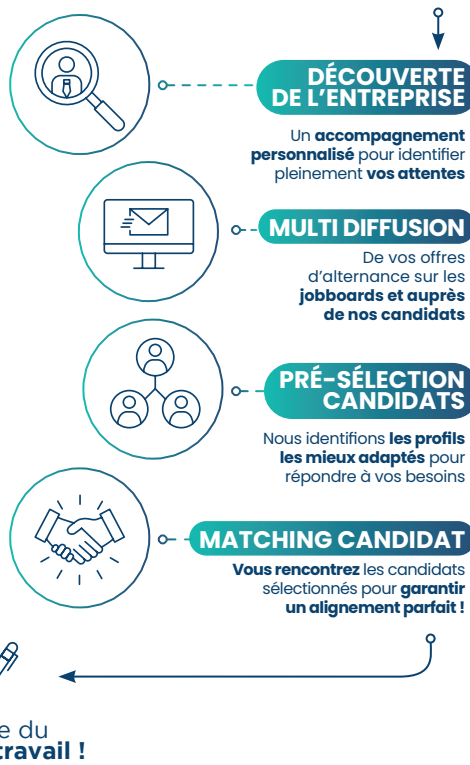 DÉCOUVERTE
DE L'ENTREPRISE
Un accompagnement
personnalisé pour identifier
pleinement vos attentes
MULTI DIFFUSION
De vos offres
d'alternance sur les
jobboards et auprès
de nos candidats
PRÉ-SÉLECTION
CANDIDATS
Nous identifions les profils
les mieux adaptés pour
répondre à vos besoins
MATCHING CANDIDAT
Vous rencontrez les candidats
sélectionnés pour garantir
un alignement parfait !
e du
travail !